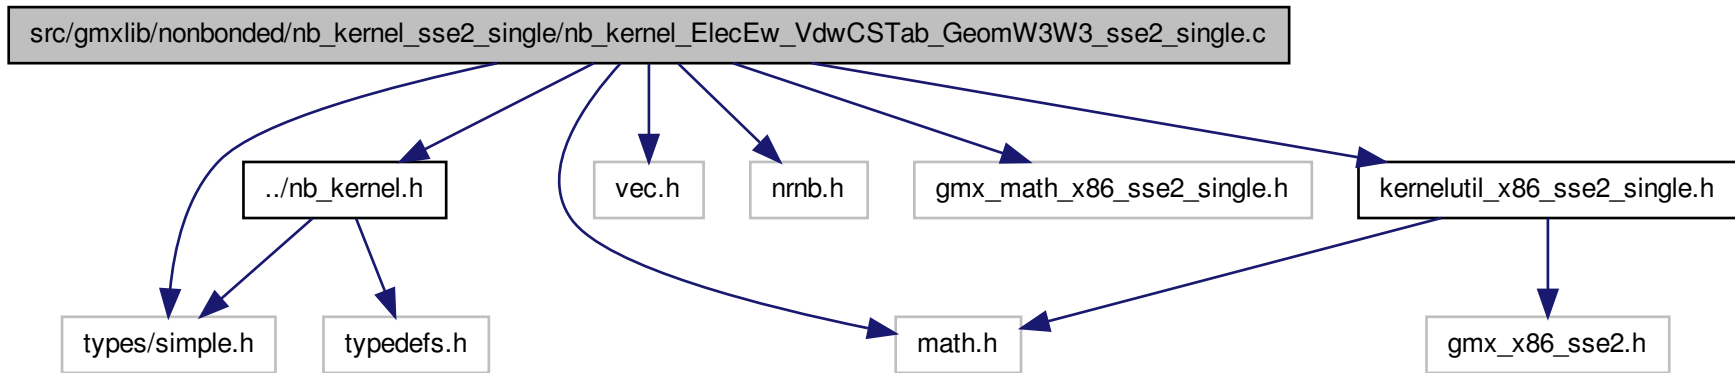 src/gmxlib/nonbonded/nb_kernel_sse2_single/nb_kernel_ElecEw_VdwCSTab_GeomW3W3_sse2_single.c
../nb_kernel.h
vec.h
nrnb.h
gmx_math_x86_sse2_single.h
kernelutil_x86_sse2_single.h
types/simple.h
typedefs.h
math.h
gmx_x86_sse2.h